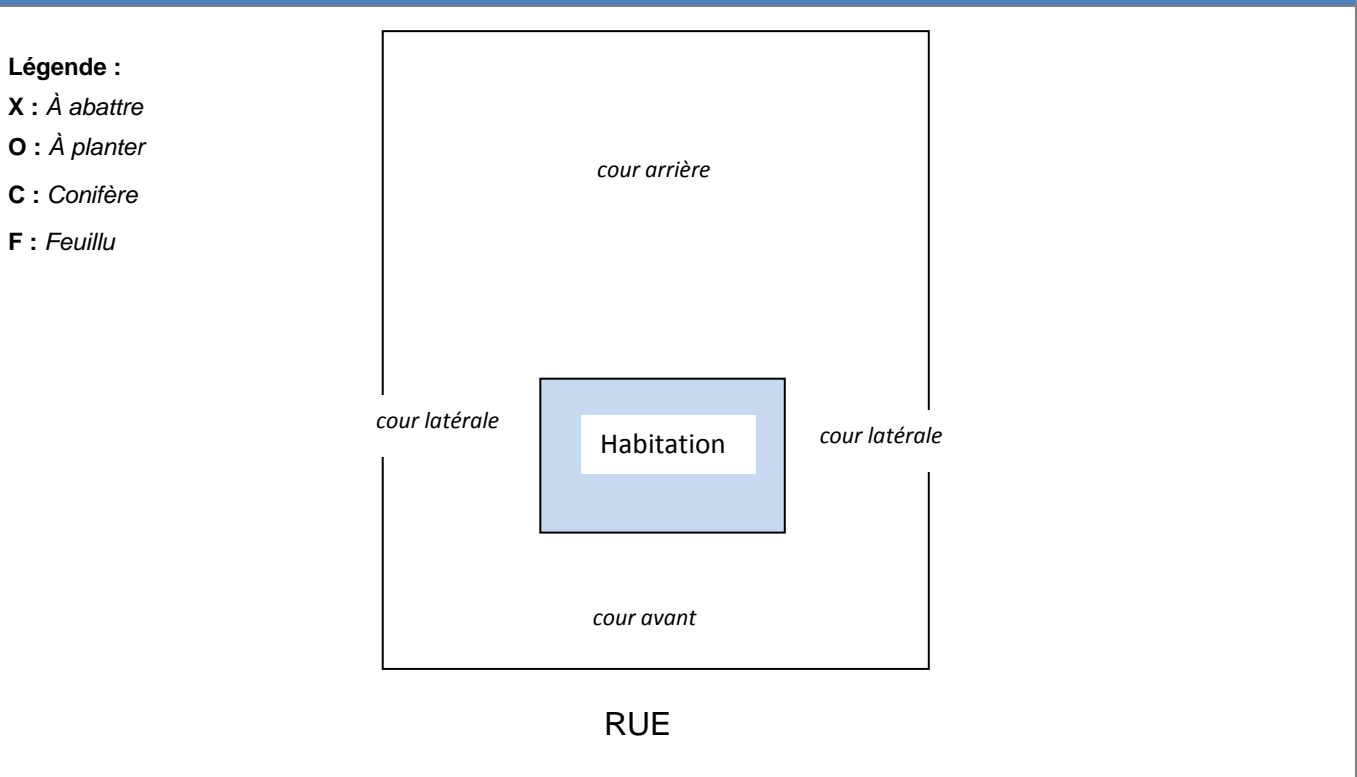 Légende :
X : À abattre
O : À planter
C : Conifère
F : Feuillu
cour arrière
cour latérale
Habitation
cour latérale
cour avant
RUE